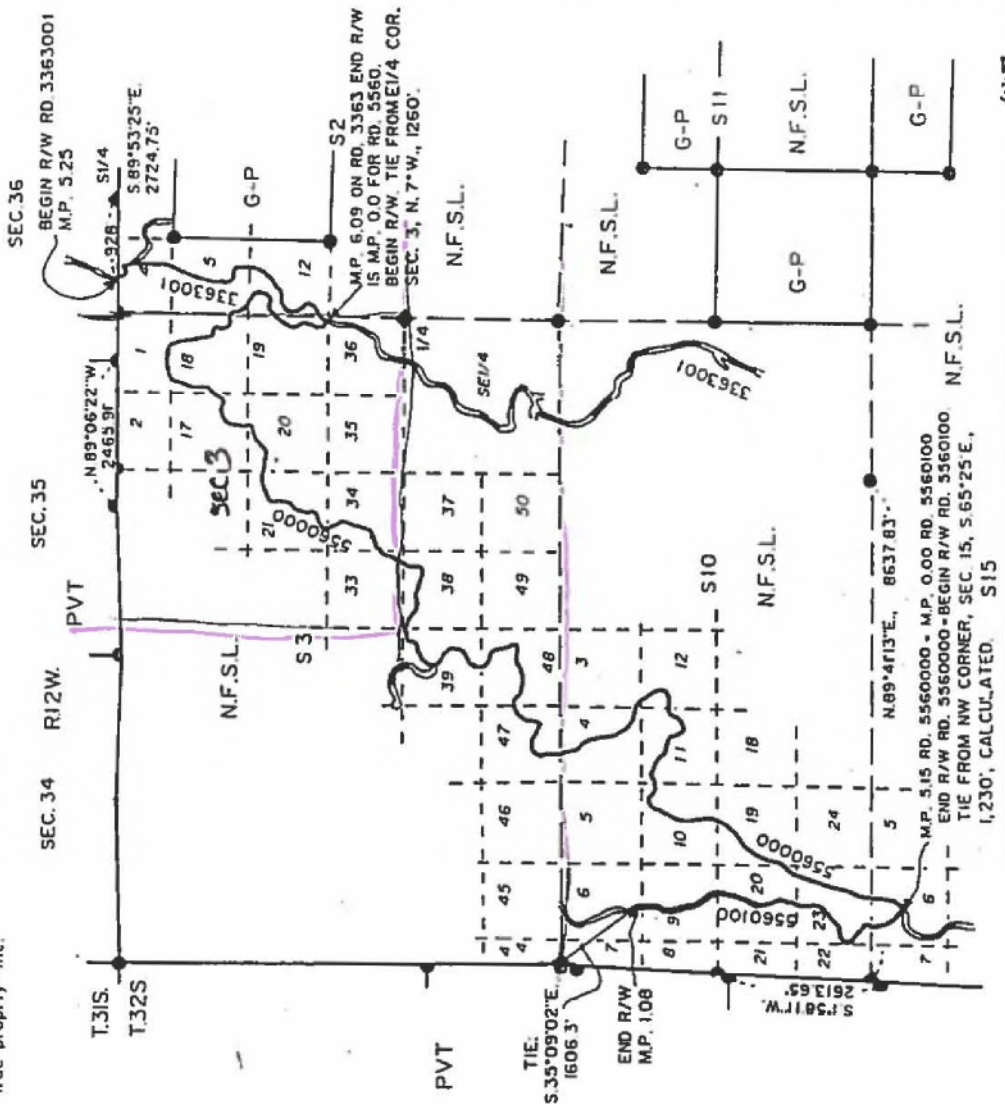 SEC. 36
BEGIN R/W RD. 3363001
M.P. 5.25
SEC. 35
SEC. 34
R12W.
PVT
T.31S.
T.32S
928
S1/4
S.89°53'25"E.
2724.75'
N 89°06'22"W
2465.91'
1
2
5
12
G-P
S2
17
18
19
20
21
SEC 3
5560000
3363001
33
34
35
36
N.F.S.L.
S 3
M.P. 6.09 ON RD. 3363 END R/W
IS M.P. 0.0 FOR RD. 5560.
BEGIN R/W. TIE FROM E1/4 COR.
SEC. 3, N. 7° W., 1260'.
1/4
SE1/4
N.F.S.L.
37
38
39
50
49
48
47
46
45
4
4
PVT
TIE:
S.35°09'02"E.
1606.3'
END R/W
M.P. 1.08
3
4
5
6
7
N.F.S.L.
3363001
G-P
S11
8
9
10
11
12
S10
N.F.S.L.
G-P
N.F.S.L.
18
19
20
21
22
23
24
5560000
5560100
S.1°58'11"W.
2613.65'
N.89°41'13"E., 8637.83'
N.F.S.L.
G-P
5
6
7
M.P. 5.15 RD. 5560000 = M.P. 0.00 RD. 5560100
END R/W RD. 5560000-BEGIN R/W RD. 5560100.
TIE FROM NW CORNER, SEC. 15, S.65°25'E.,
1,230', CALCULATED.
S15